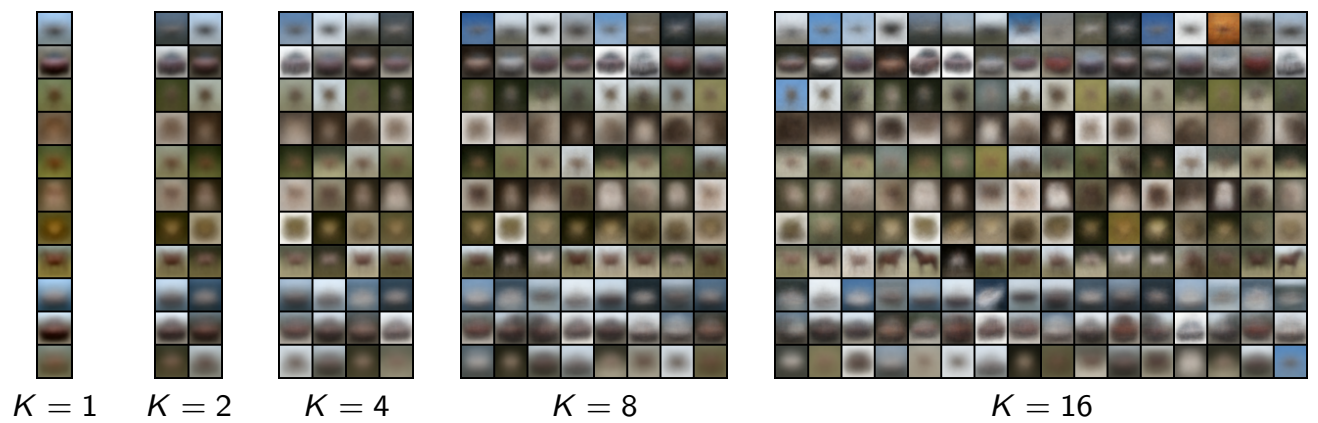 K = 1 K = 2 K = 4 K = 8 K = 16